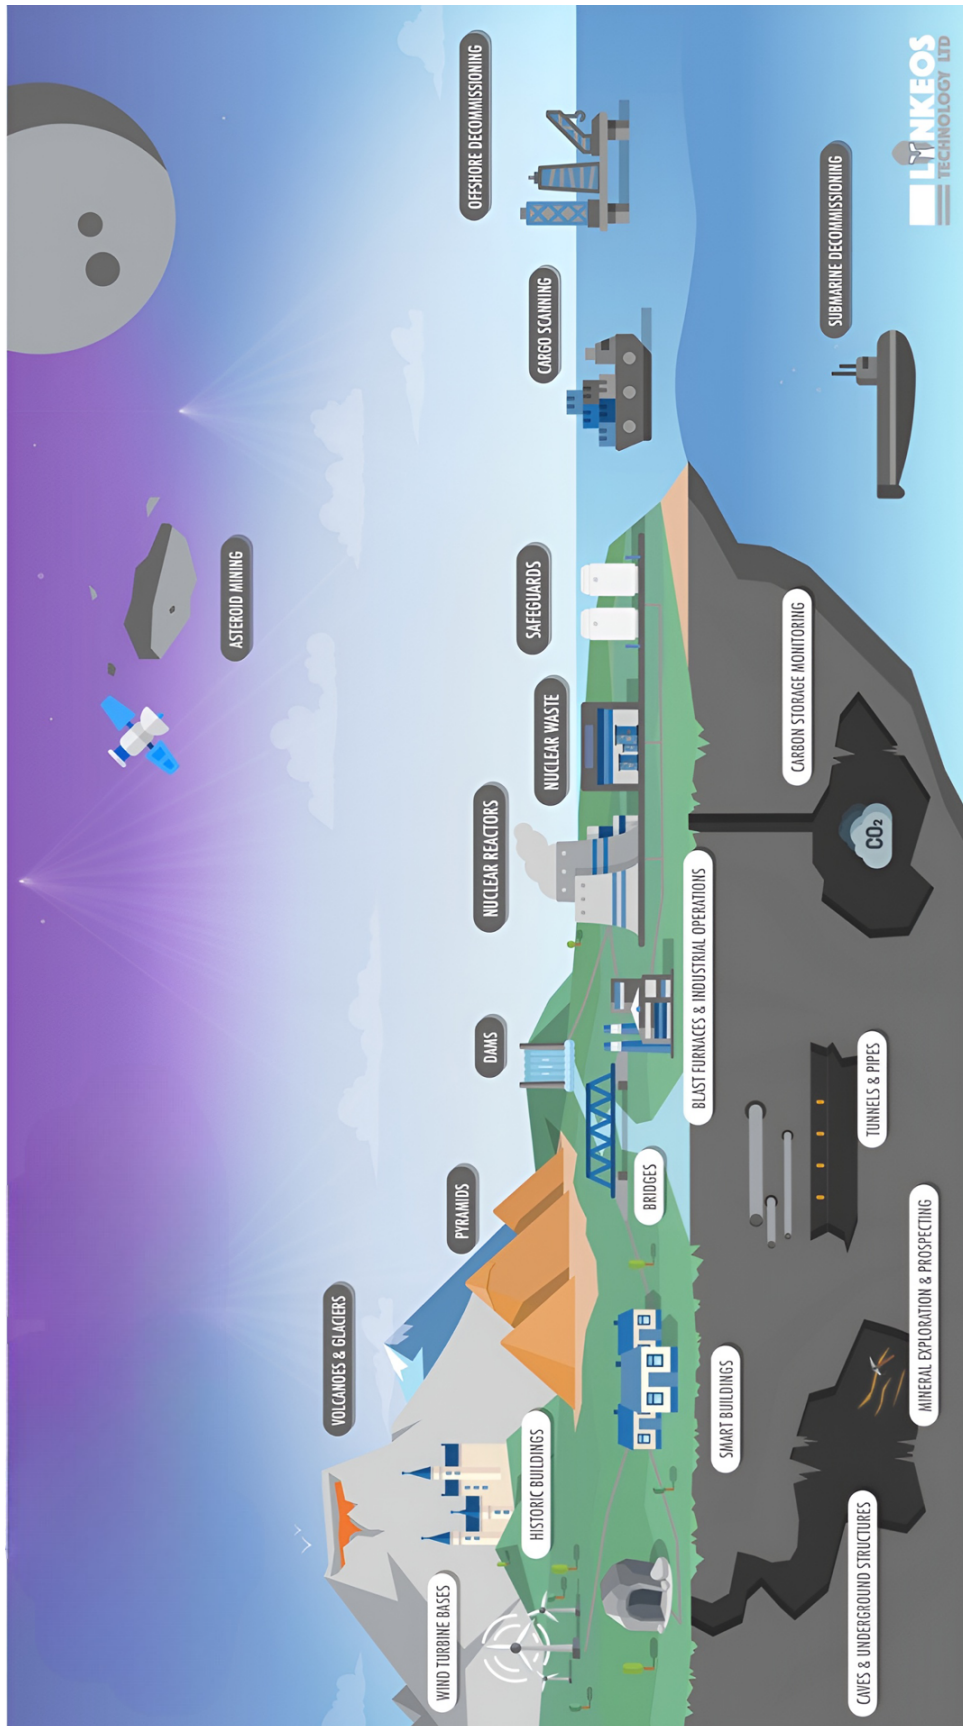 VOLCANOES & GLACIERS
PYRAMIDS
DAMS
NUCLEAR REACTORS
NUCLEAR WASTE
SAFEGUARDS
ASTEROID MINING
CARGO SCANNING
OFFSHORE DECOMMISSIONING
WIND TURBINE BASES
HISTORIC BUILDINGS
BRIDGES
SMART BUILDINGS
BLAST FURNACES & INDUSTRIAL OPERATIONS
CARBON STORAGE MONITORING
CO₂
SUBMARINE DECOMMISSIONING
CAVES & UNDERGROUND STRUCTURES
MINERAL EXPLORATION & PROSPECTING
TUNNELS & PIPES
LYNKEOS
TECHNOLOGY LTD